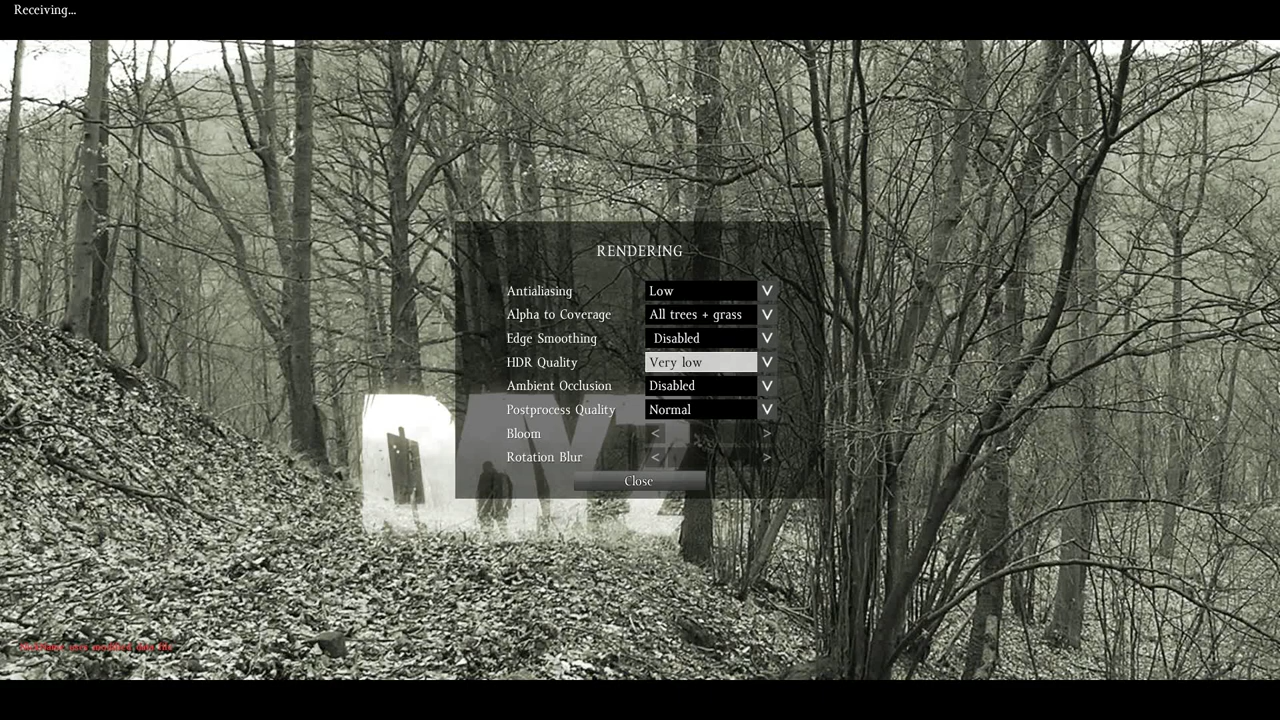 Receiving...
RENDERING
Antialiasing Low V
Alpha to Coverage All trees + grass V
Edge Smoothing Disabled V
HDR Quality Very low V
Ambient Occlusion Disabled V
Postprocess Quality Normal V
Bloom < >
Rotation Blur < >
Close